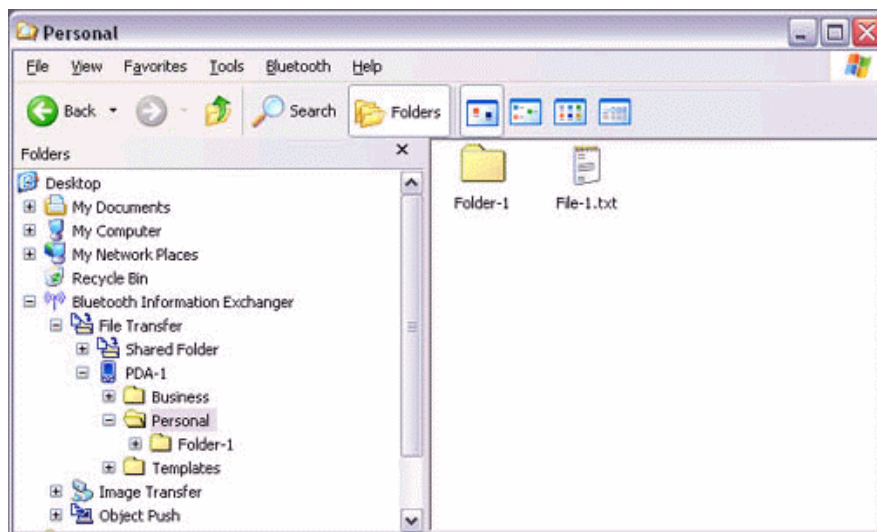 Personal
File View Favorites Tools Bluetooth Help
Back Search Folders
Folders
Desktop
My Documents
My Computer
My Network Places
Recycle Bin
Bluetooth Information Exchanger
File Transfer
Shared Folder
PDA-1
Business
Personal
Folder-1
Templates
Image Transfer
Object Push
Folder-1 File-1.txt